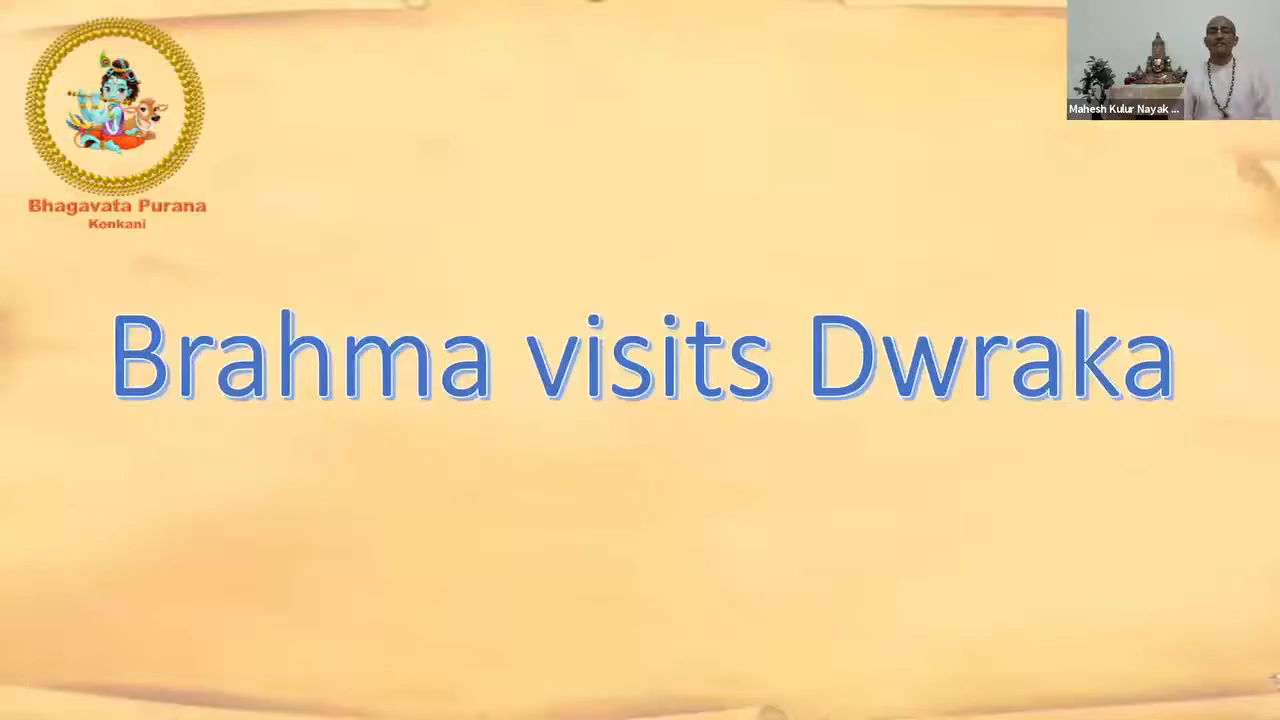 Mahesh Kulur Nayak ...
Bhagavata Purana
Konkani
Brahma visits Dwraka